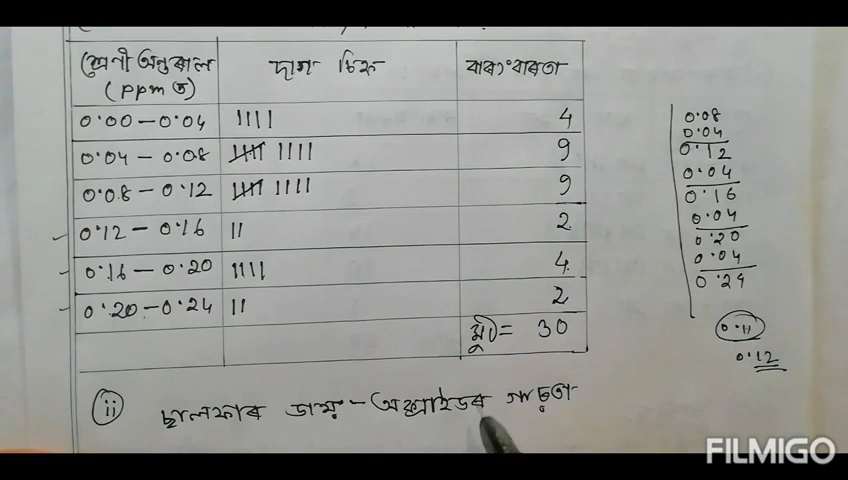 শ্ৰেণী অন্তৰাল দাগ চিহ্ন বাৰংবাৰতা
(ppm ত)
0.00 – 0.04 |||| 4
0.04 – 0.08 |||| |||| 9
0.08 – 0.12 |||| |||| 9
0.12 – 0.16 || 2
0.16 – 0.20 |||| 4
0.20 – 0.24 || 2
মুঠ = 30
0.08
0.04
0.12
0.04
0.16
0.04
0.20
0.04
0.24
0.11
0.12
(ii) ছালফাৰ ডায়-অক্সাইডৰ গাঢ়তা
FILMIGO